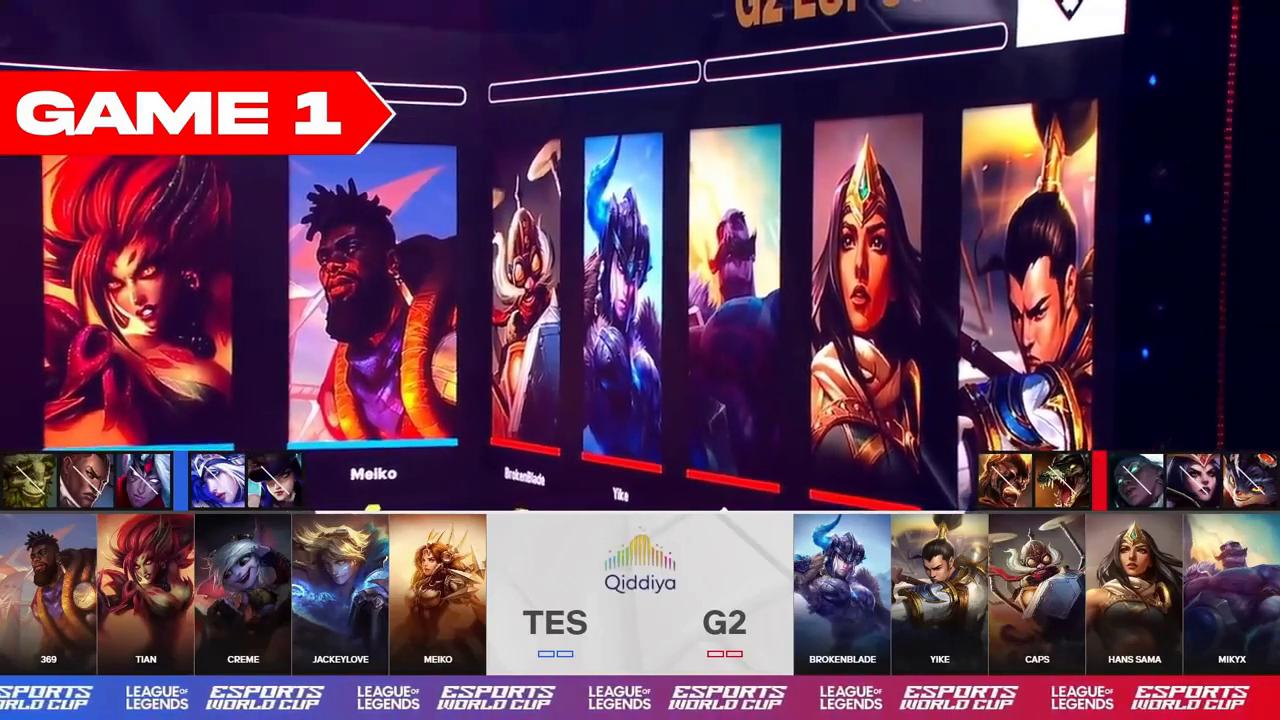 GAME 1
Meiko
BrokenBlade
Yike
369
TIAN
CREME
JACKEYLOVE
MEIKO
Qiddiya
TES
G2
BROKENBLADE
YIKE
CAPS
HANS SAMA
MIKYX
SPORTS WORLD CUP
LEAGUE OF LEGENDS
ESPORTS WORLD CUP
LEAGUE OF LEGENDS
ESPORTS WORLD CUP
LEAGUE OF LEGENDS
ESPORTS WORLD CUP
LEAGUE OF LEGENDS
ESPORTS WORLD CUP
LEAGUE OF LEGENDS
ESPORTS WORLD CUP